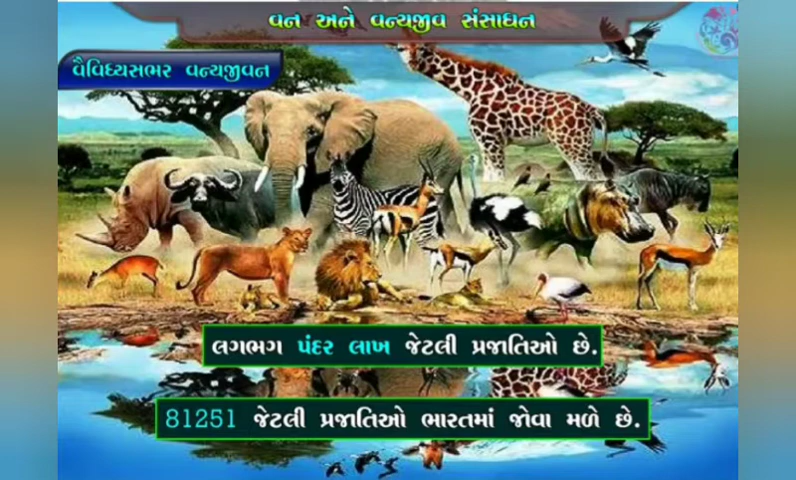 વન અને વન્યજીવ સંસાધન
વૈવિધ્યસભર વન્યજીવન
લગભગ પંદર લાખ જેટલી પ્રજાતિઓ છે.
81251 જેટલી પ્રજાતિઓ ભારતમાં જોવા મળે છે.